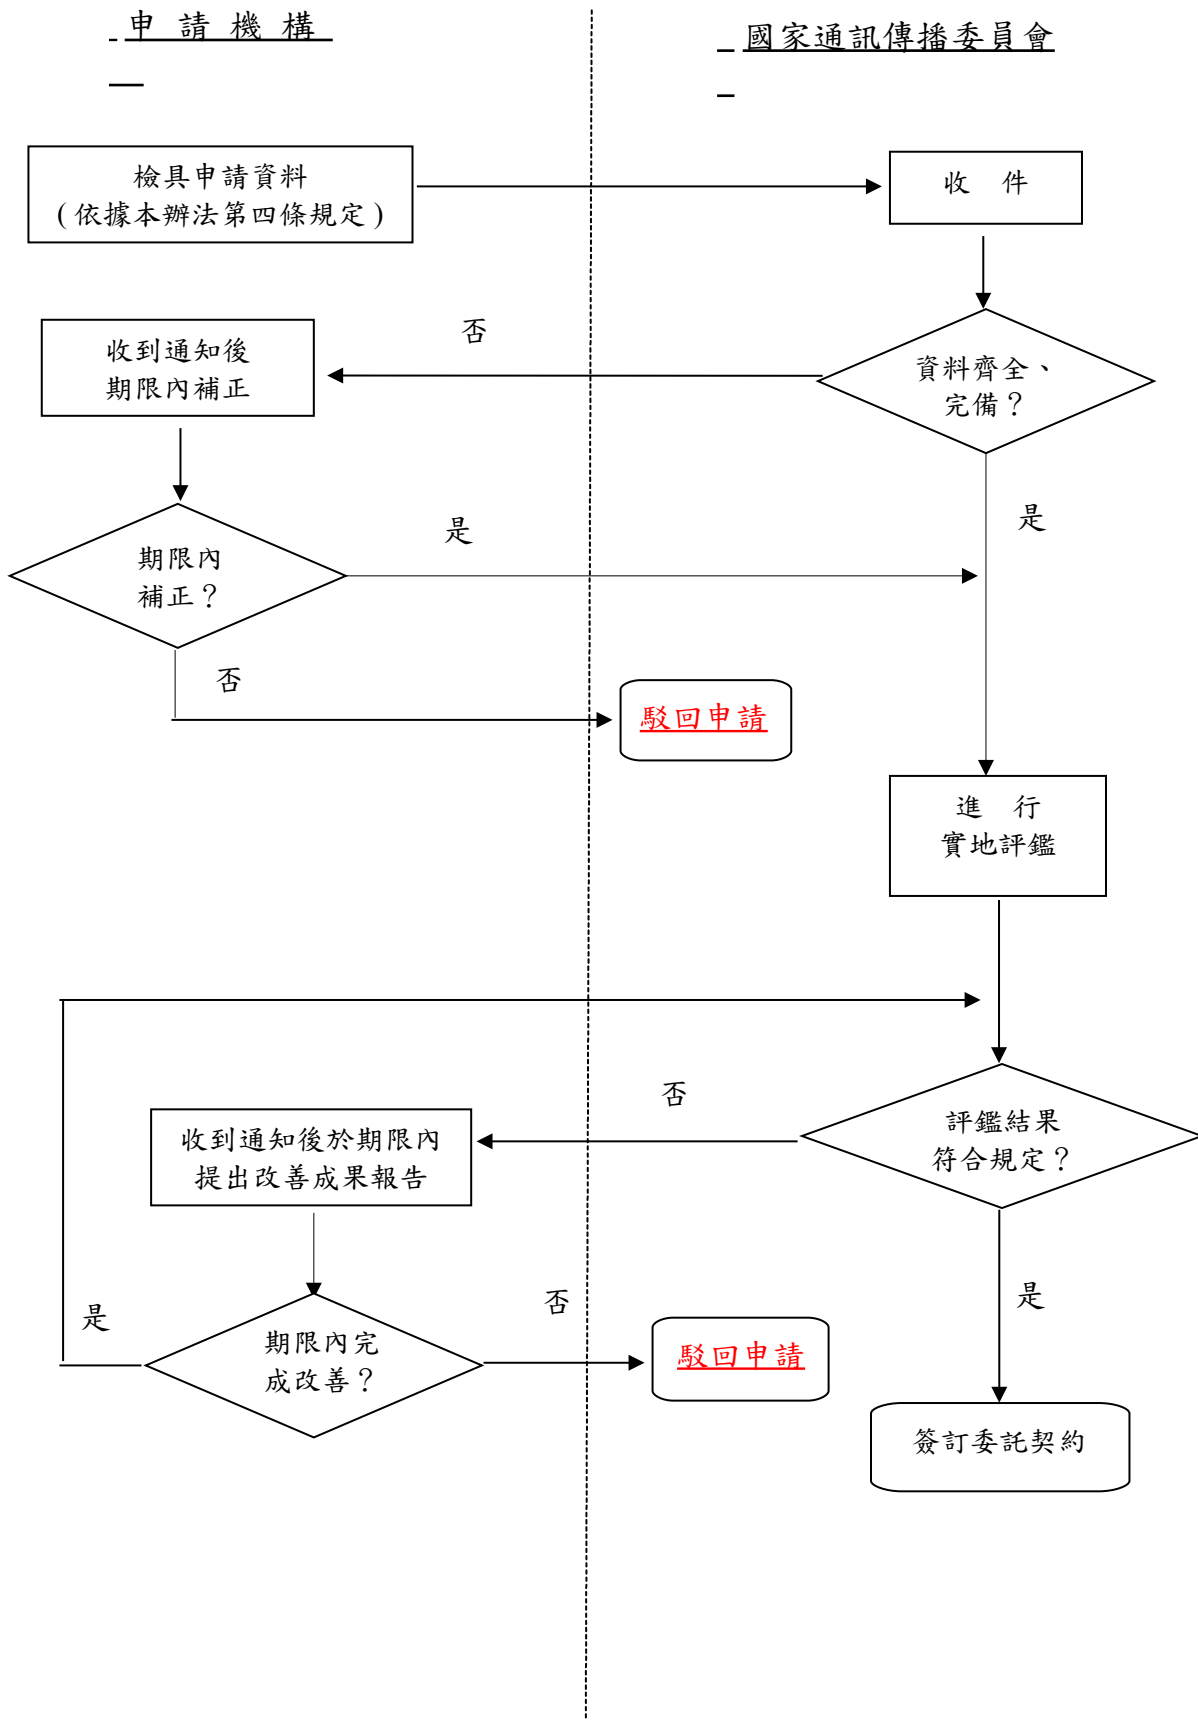 申 請 機 構
國家通訊傳播委員會
檢具申請資料
(依據本辦法第四條規定)
收 件
否
收到通知後
期限內補正
資料齊全、
完備？
是
是
期限內
補正？
否
駁回申請
進 行
實地評鑑
否
收到通知後於期限內
提出改善成果報告
評鑑結果
符合規定？
是
否
是
期限內完
成改善？
駁回申請
簽訂委託契約